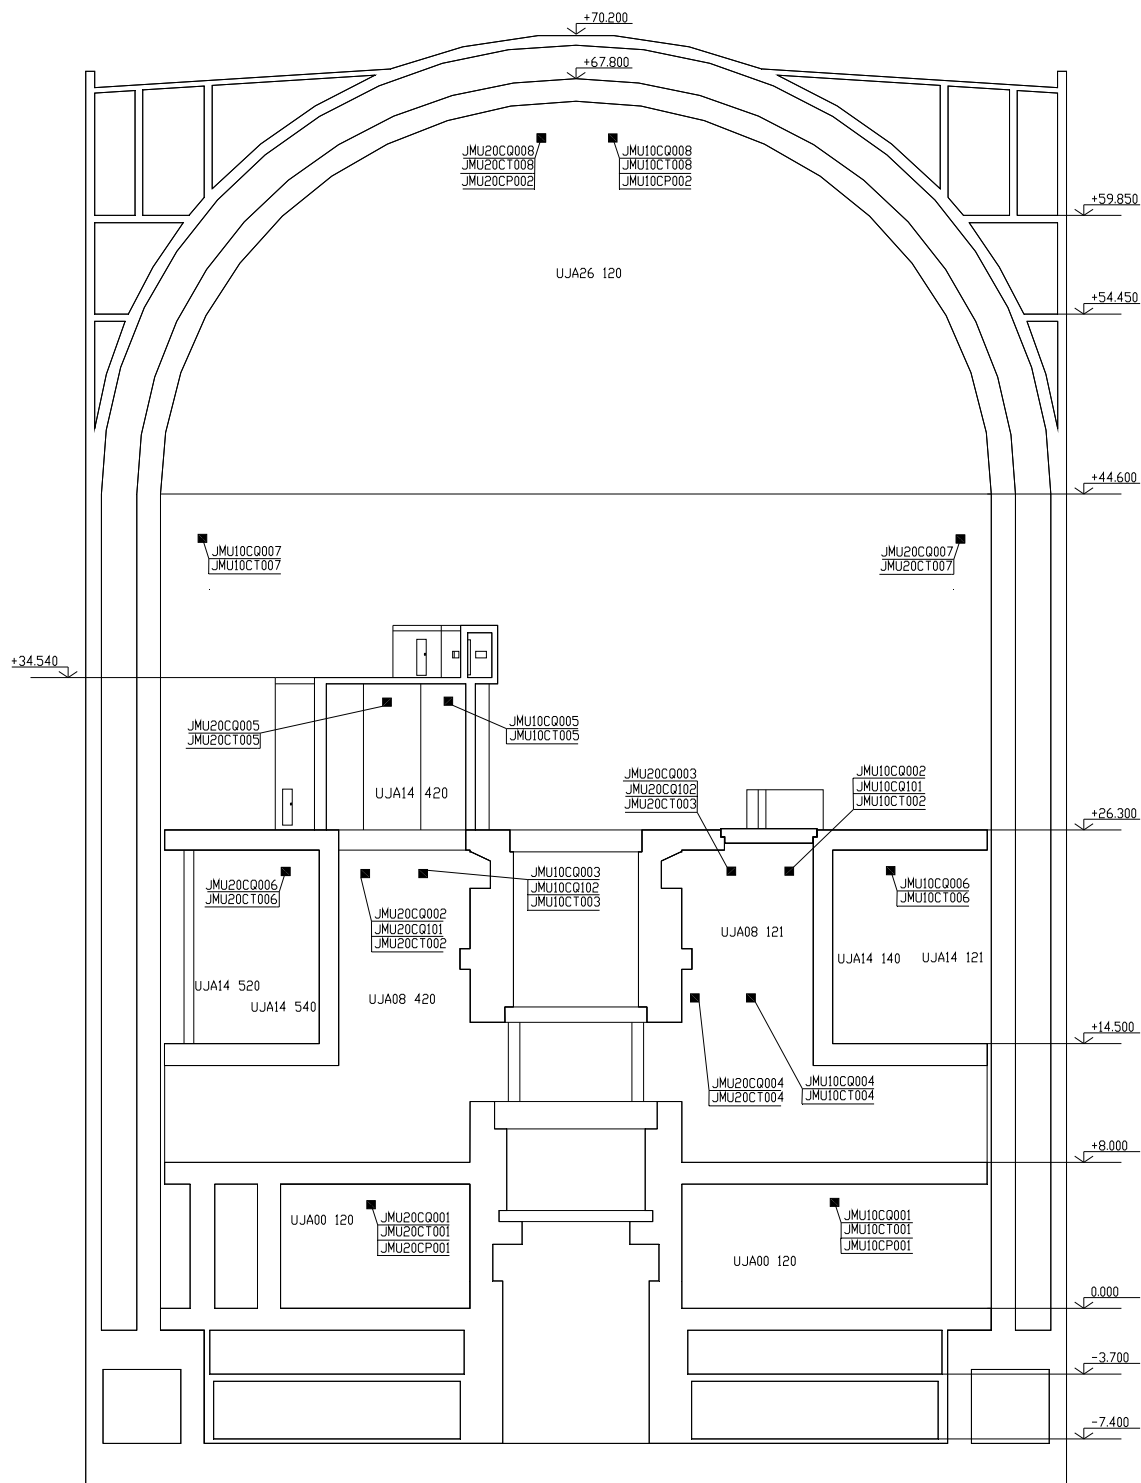 +70.200
+67.800
JMU20CQ008
JMU20CT008
JMU20CP002
JMU10CQ008
JMU10CT008
JMU10CP002
+59.850
UJA26 120
+54.450
+44.600
JMU10CQ007
JMU10CT007
JMU20CQ007
JMU20CT007
+34.540
JMU20CQ005
JMU20CT005
JMU10CQ005
JMU10CT005
JMU20CQ003
JMU20CQ102
JMU20CT003
JMU10CQ002
JMU10CQ101
JMU10CT002
UJA14 420
+26.300
JMU20CQ006
JMU20CT006
JMU10CQ003
JMU10CQ102
JMU10CT003
JMU10CQ006
JMU10CT006
JMU20CQ002
JMU20CQ101
JMU20CT002
UJA08 121
UJA14 140
UJA14 121
UJA14 520
UJA14 540
UJA08 420
+14.500
JMU20CQ004
JMU20CT004
JMU10CQ004
JMU10CT004
+8.000
UJA00 120
JMU20CQ001
JMU20CT001
JMU20CP001
JMU10CQ001
JMU10CT001
JMU10CP001
UJA00 120
0.000
-3.700
-7.400